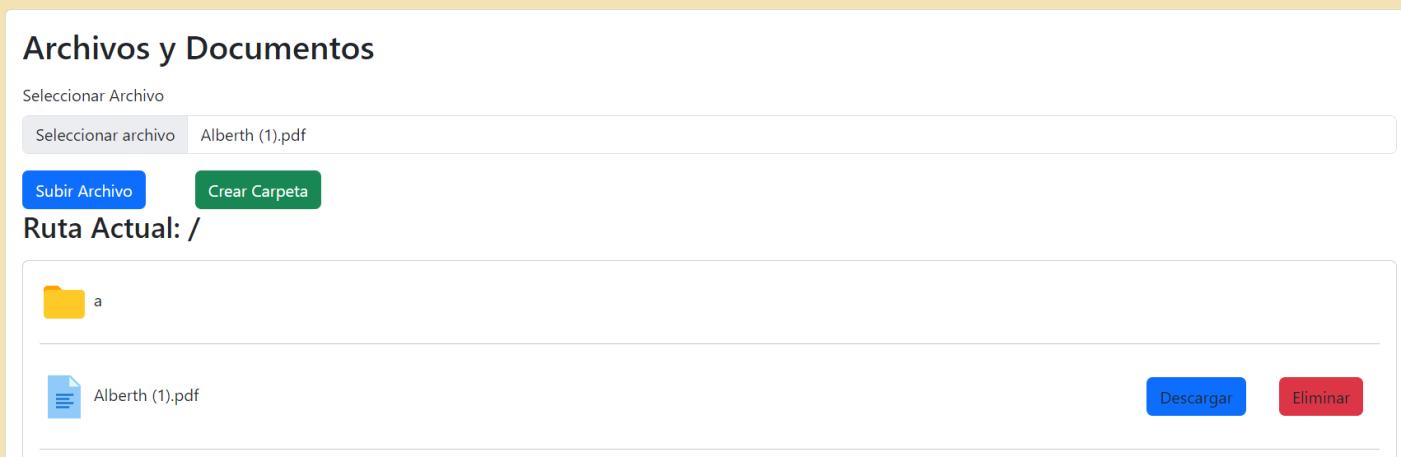 Archivos y Documentos
Seleccionar Archivo
Seleccionar archivo Alberth (1).pdf
Subir Archivo Crear Carpeta
Ruta Actual: /
a
Alberth (1).pdf Descargar Eliminar